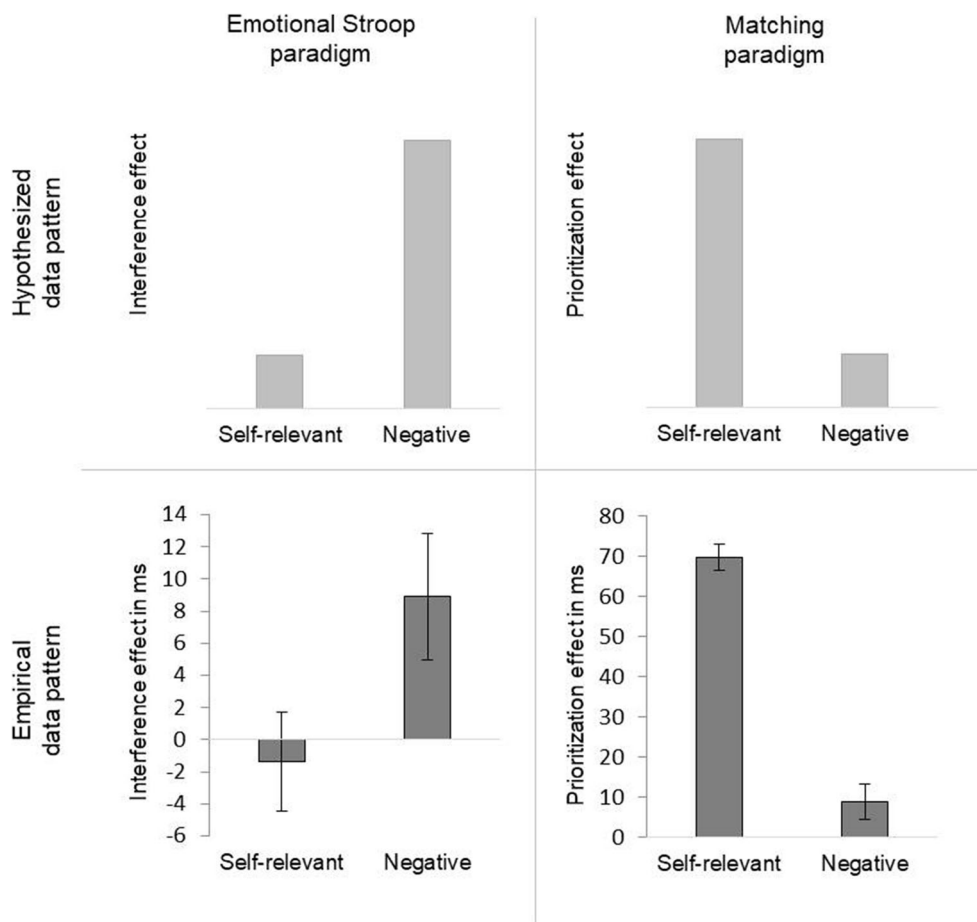 Emotional Stroop
paradigm
Matching
paradigm
Hypothesized
data pattern
Interference effect
Self-relevant
Negative
Prioritization effect
Self-relevant
Negative
Empirical
data pattern
Interference effect in ms
14
12
10
8
6
4
2
0
-2
-4
-6
Self-relevant
Negative
Prioritization effect in ms
80
70
60
50
40
30
20
10
0
Self-relevant
Negative